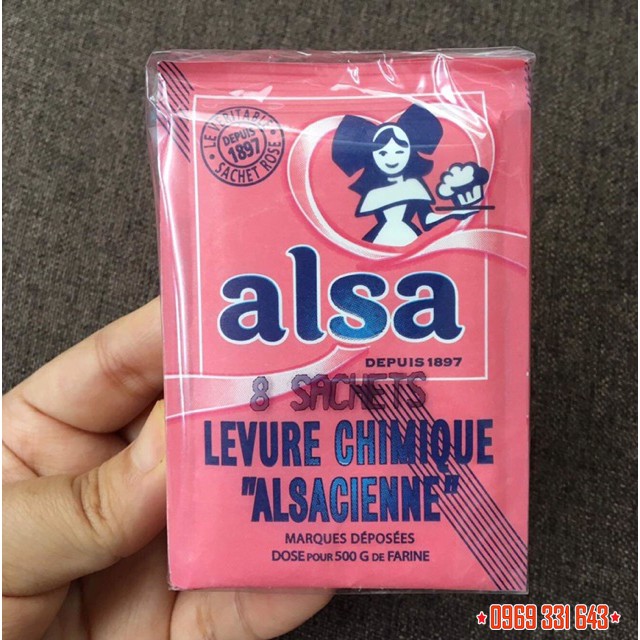 LE VÉRITABLE
DEPUIS
1897
SACHET ROSE
alsa
DEPUIS 1897
8 SACHETS
LEVURE CHIMIQUE
"ALSACIENNE"
MARQUES DÉPOSÉES
DOSE POUR 500 G DE FARINE
0969 331 643